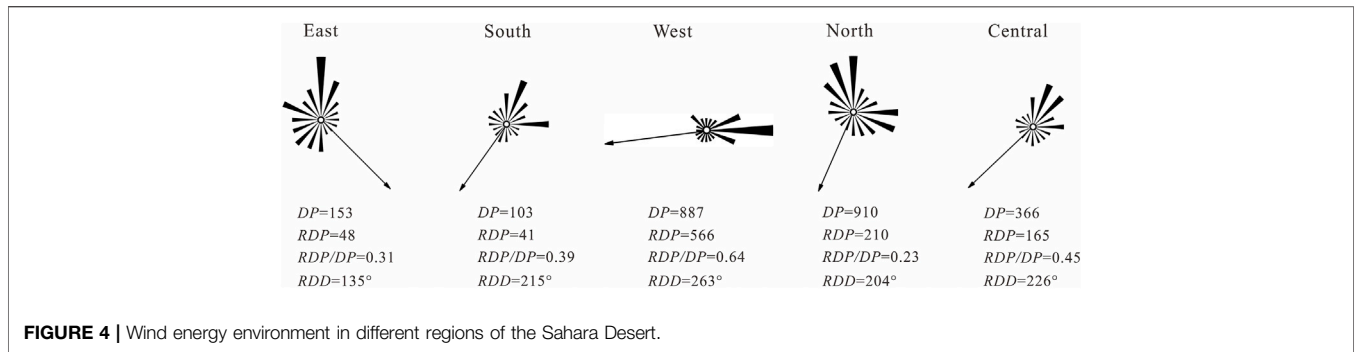 East South West North Central
DP=153 DP=103 DP=887 DP=910 DP=366
RDP=48 RDP=41 RDP=566 RDP=210 RDP=165
RDP/DP=0.31 RDP/DP=0.39 RDP/DP=0.64 RDP/DP=0.23 RDP/DP=0.45
RDD=135° RDD=215° RDD=263° RDD=204° RDD=226°
FIGURE 4 | Wind energy environment in different regions of the Sahara Desert.